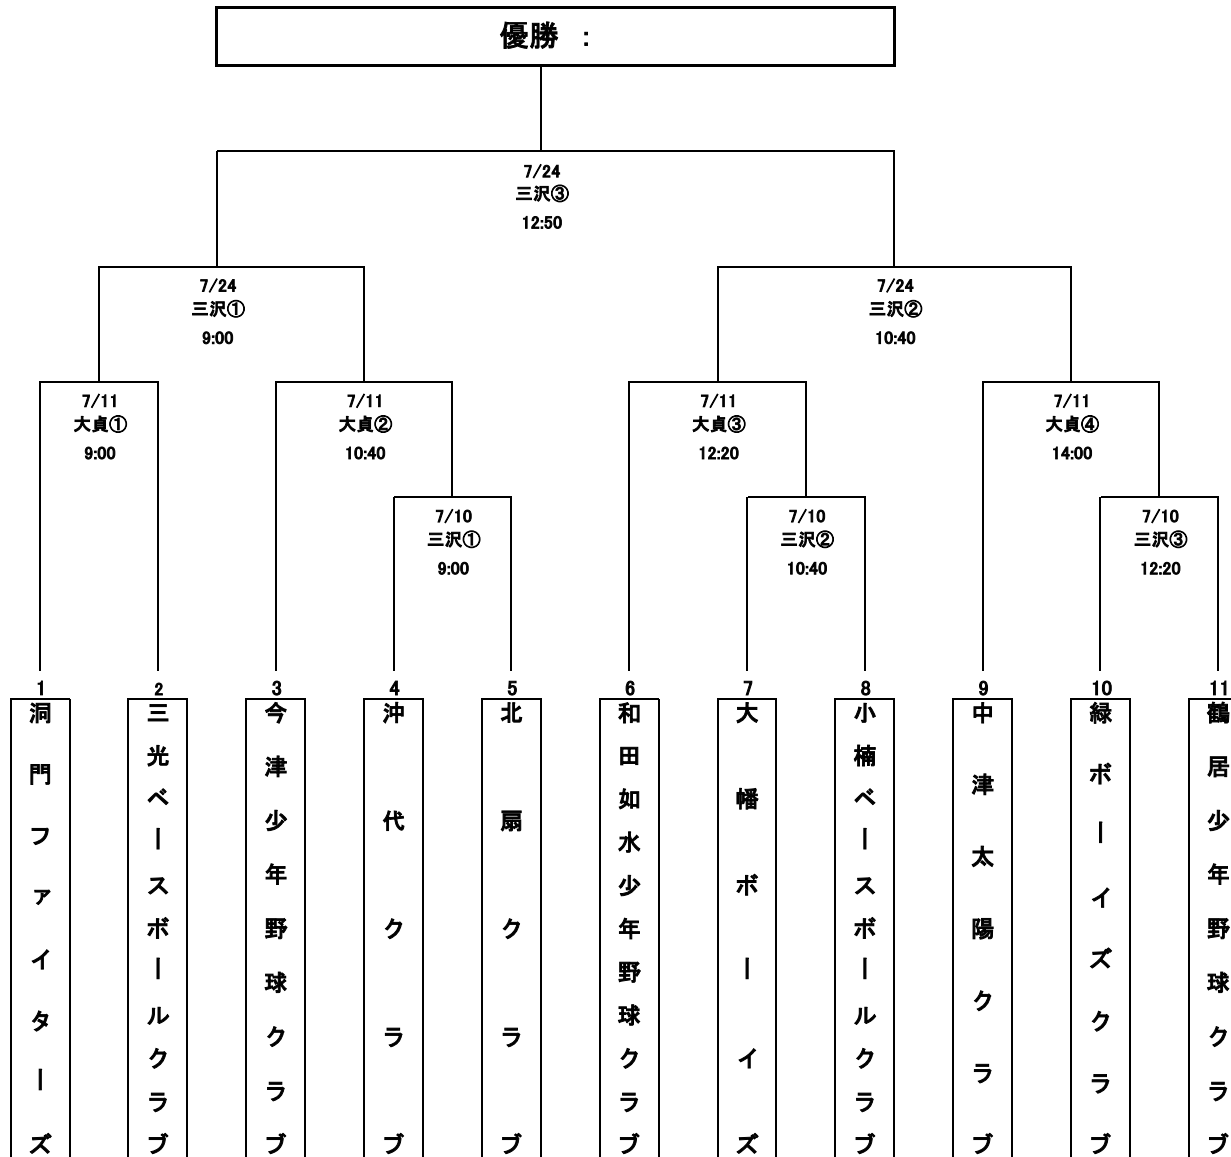 優勝 :
7/24
三沢③
12:50
7/24
三沢①
9:00
7/24
三沢②
10:40
7/11
大貞①
9:00
7/11
大貞②
10:40
7/11
大貞③
12:20
7/11
大貞④
14:00
7/10
三沢①
9:00
7/10
三沢②
10:40
7/10
三沢③
12:20
1
洞門ファイターズ
2
三光ベースボールクラブ
3
今津少年野球クラブ
4
沖代クラブ
5
北扇クラブ
6
和田如水少年野球クラブ
7
大幡ボーイズ
8
小楠ベースボールクラブ
9
中津太陽クラブ
10
緑ボーイズクラブ
11
鶴居少年野球クラブ